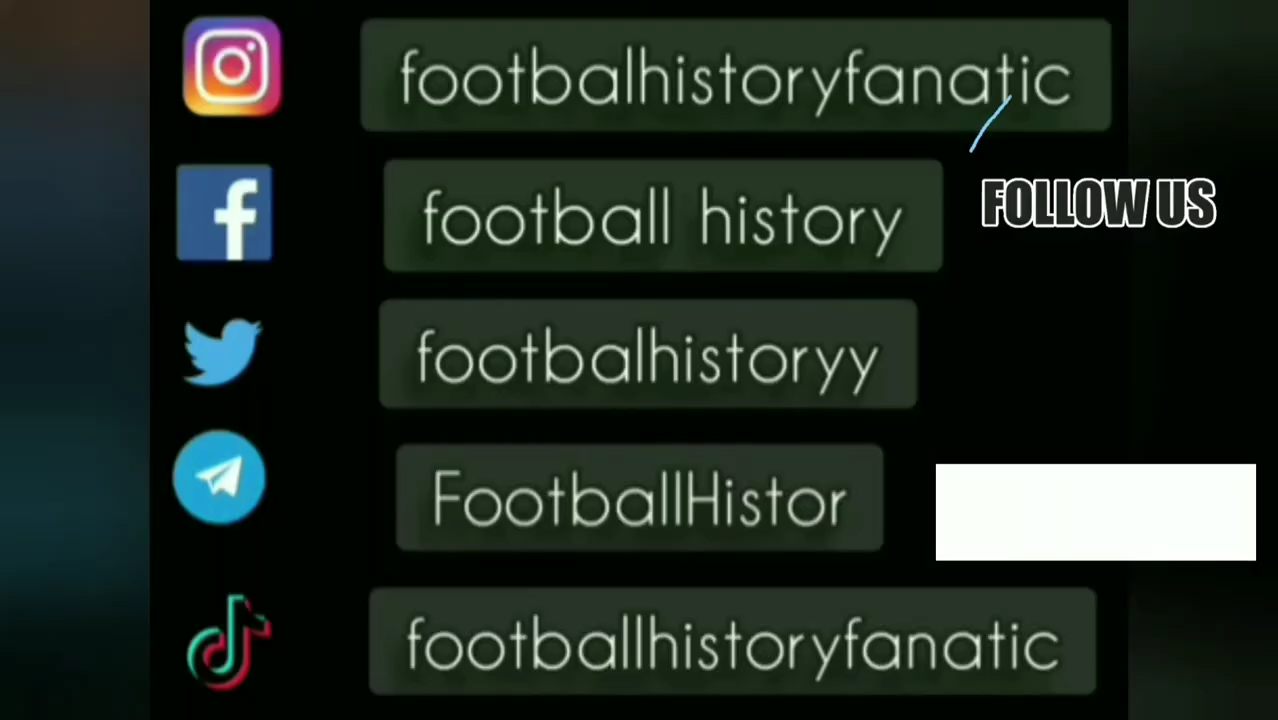 footbalhistoryfanatic
football history
FOLLOW US
footbalhistoryy
FootballHistor
footballhistoryfanatic